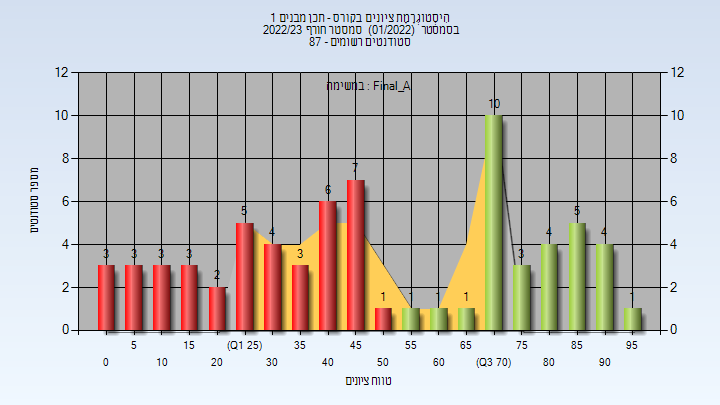 היסטוגרמת ציונים בקורס - תכן מבנים 1
בסמסטר (01/2022) סמסטר חורף 2022/23
סטודנטים רשומים - 87
במשימה : Final_A
מספר סטודנטים
12 12
10 10
8 8
6 6
4 4
2 2
0 0
3 3 3 3 2 5 4 3 6 7 1 1 1 1 10 3 4 5 4 1
5 15 (Q1 25) 35 45 55 65 75 85 95
0 10 20 30 40 50 60 (Q3 70) 80 90
טווח ציונים